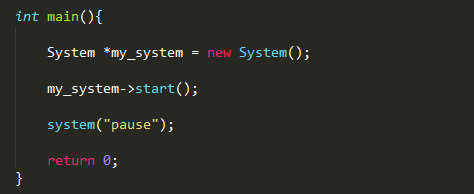 int main(){
System *my_system = new System();
my_system->start();
system("pause");
return 0;
}